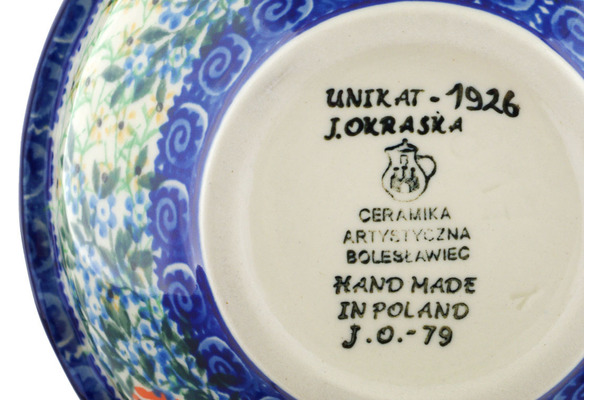 UNIKAT - 1926
J.OKRASKA
CERAMIKA
ARTYSTYCZNA
BOLESŁAWIEC
HAND MADE
IN POLAND
J.O.-79